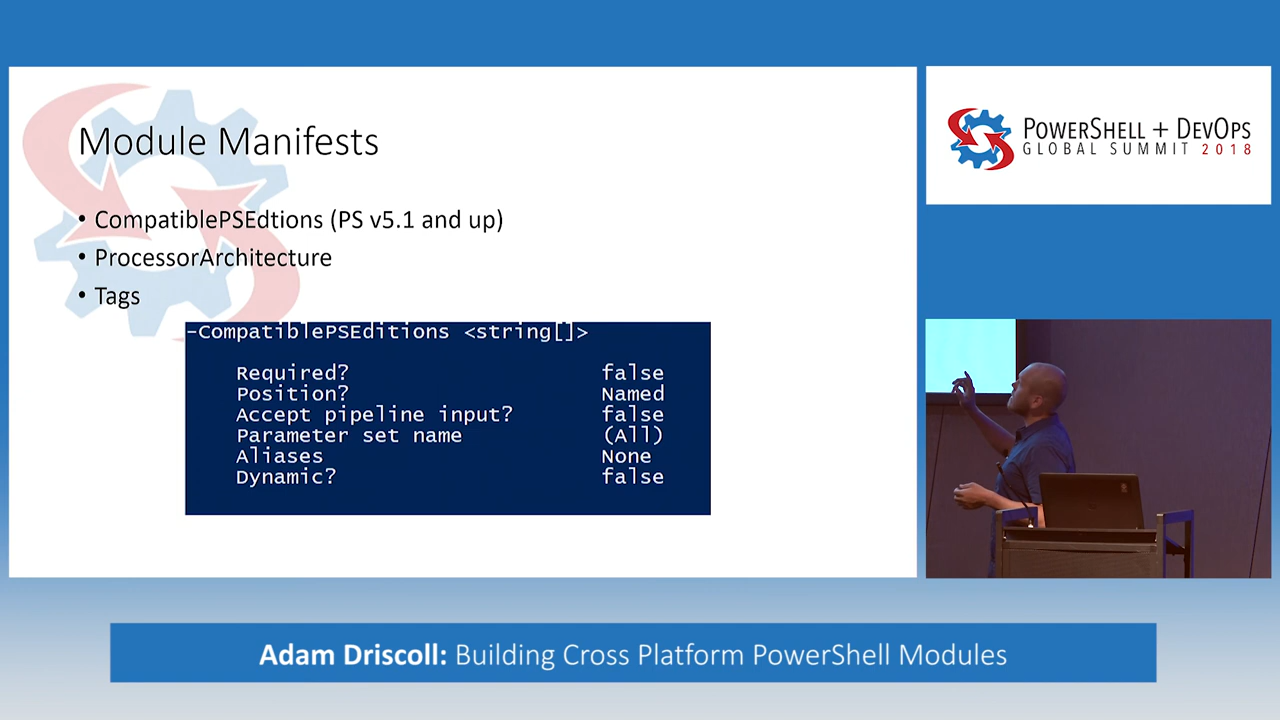 Module Manifests
• CompatiblePSEdtions (PS v5.1 and up)
• ProcessorArchitecture
• Tags
-CompatiblePSEditions <string[]>
Required? false
Position? Named
Accept pipeline input? false
Parameter set name (All)
Aliases None
Dynamic? false
POWERSHELL + DEVOPS
GLOBAL SUMMIT 2018
Adam Driscoll: Building Cross Platform PowerShell Modules